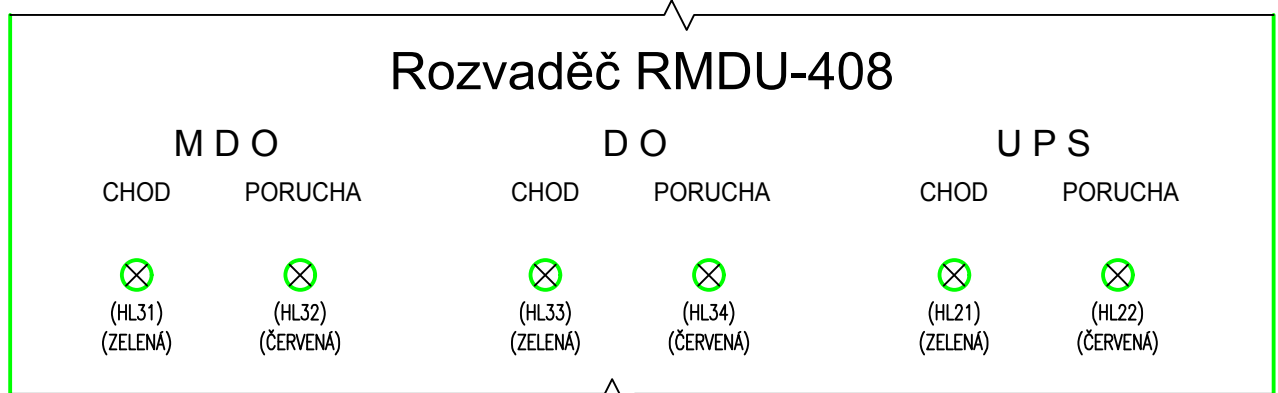 Rozvaděč RMDU-408
M D O D O U P S
CHOD PORUCHA CHOD PORUCHA CHOD PORUCHA
(HL31) (HL32) (HL33) (HL34) (HL21) (HL22)
(ZELENÁ) (ČERVENÁ) (ZELENÁ) (ČERVENÁ) (ZELENÁ) (ČERVENÁ)